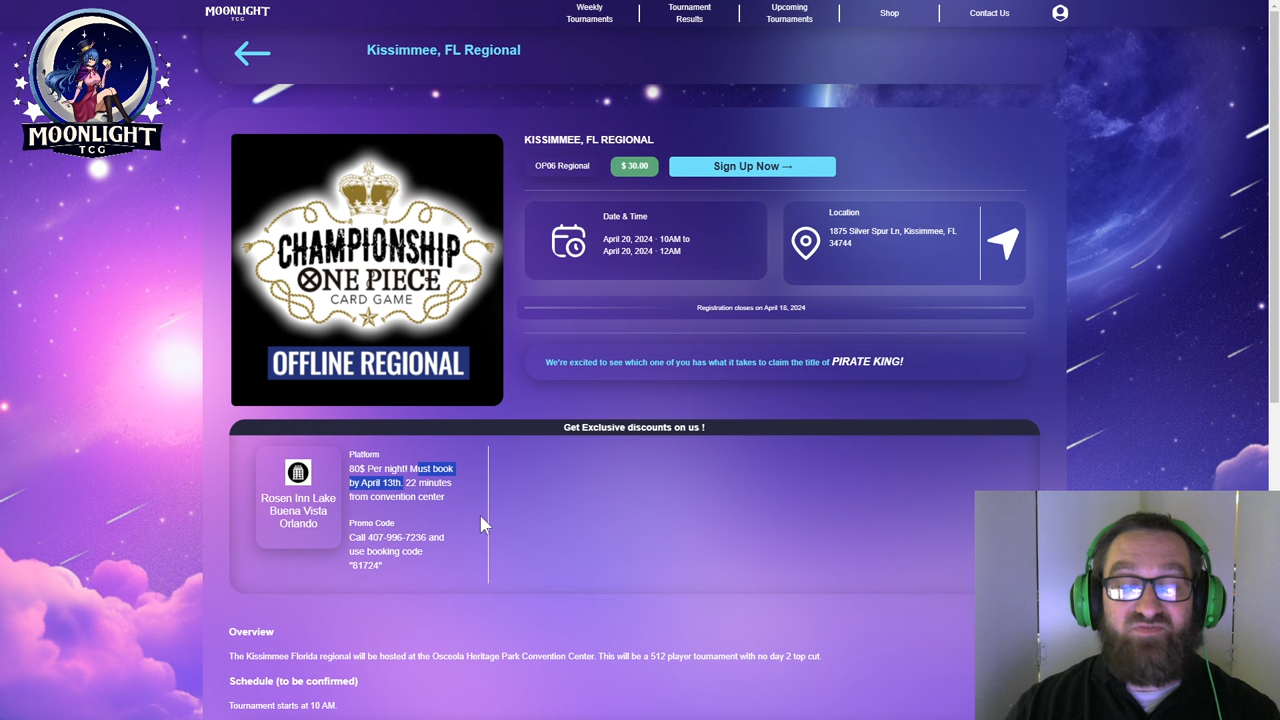 MOONLIGHT
TCG
Weekly
Tournaments
Tournament
Results
Upcoming
Tournaments
Shop
Contact Us
MOONLIGHT
TCG
Kissimmee, FL Regional
CHAMPIONSHIP
ONE PIECE
CARD GAME
OFFLINE REGIONAL
KISSIMMEE, FL REGIONAL
OP06 Regional
$ 30.00
Sign Up Now →
Date & Time
April 20, 2024 · 10AM to
April 20, 2024 · 12AM
Location
1875 Silver Spur Ln, Kissimmee, FL
34744
Registration closes on April 18, 2024
We're excited to see which one of you has what it takes to claim the title of PIRATE KING!
Get Exclusive discounts on us !
Rosen Inn Lake
Buena Vista
Orlando
Platform
80$ Per night! Must book
by April 13th. 22 minutes
from convention center
Promo Code
Call 407-996-7236 and
use booking code
"81724"
Overview
The Kissimmee Florida regional will be hosted at the Osceola Heritage Park Convention Center. This will be a 512 player tournament with no day 2 top cut.
Schedule (to be confirmed)
Tournament starts at 10 AM.